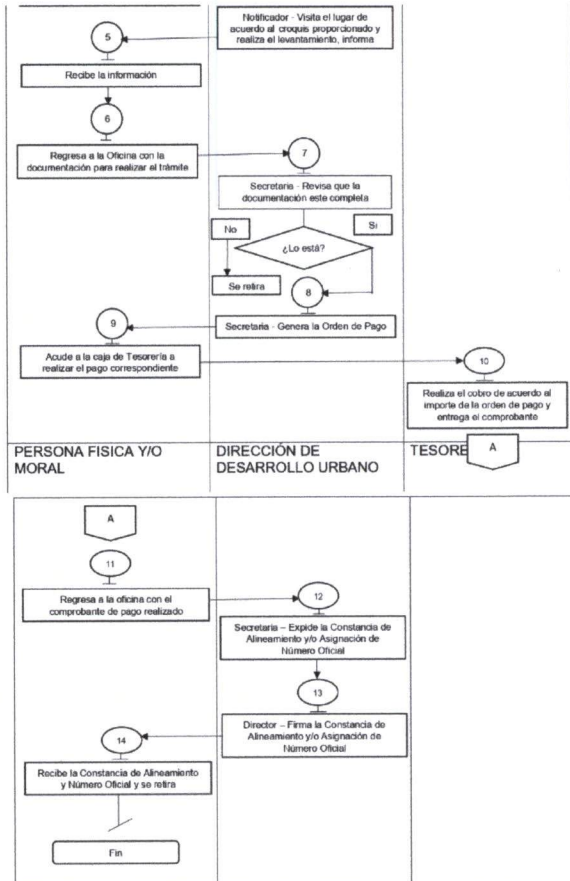 Notificador - Visita el lugar de
acuerdo al croquis proporcionado y
realiza el levantamiento, informa
5
Recibe la información
6
Regresa a la Oficina con la
documentación para realizar el trámite
7
Secretaria - Revisa que la
documentación este completa
No
Si
¿Lo está?
Se retira
8
Secretaria - Genera la Orden de Pago
9
Acude a la caja de Tesorería a
realizar el pago correspondiente
10
Realiza el cobro de acuerdo al
importe de la orden de pago y
entrega el comprobante
PERSONA FISICA Y/O
MORAL
DIRECCIÓN DE
DESARROLLO URBANO
TESORE
A
A
11
Regresa a la oficina con el
comprobante de pago realizado
12
Secretaria – Expide la Constancia de
Alineamiento y/o Asignación de
Número Oficial
13
Director – Firma la Constancia de
Alineamiento y/o Asignación de
Número Oficial
14
Recibe la Constancia de Alineamiento
y Número Oficial y se retira
Fin